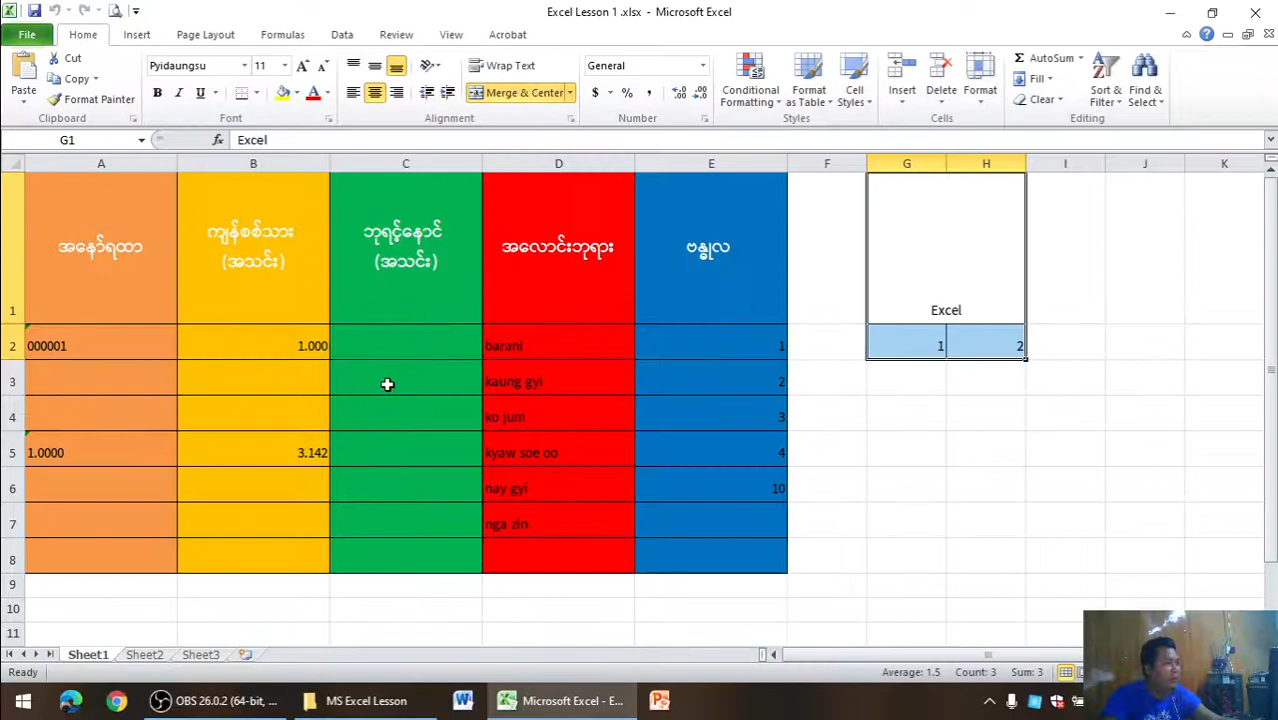 Excel Lesson 1 .xlsx - Microsoft Excel
File Home Insert Page Layout Formulas Data Review View Acrobat
Paste
Cut
Copy
Format Painter
Clipboard
Pyidaungsu 11
B I U A
Font
Wrap Text
Merge & Center
Alignment
General
$ % ,
Number
Conditional Formatting
Format as Table
Cell Styles
Styles
Insert Delete Format
Cells
Σ AutoSum
Fill
Clear
Sort & Filter
Find & Select
Editing
G1 fx Excel
A B C D E F G H I J K
1 အနော်ရထာ ကျန်စစ်သား (အသင်း) ဘုရင့်နောင် (အသင်း) အလောင်းဘုရား ဗန္ဓုလ Excel
2 000001 1.000 barani 1 1 2
3 kaung gyi 2
4 ko jum 3
5 1.0000 3.142 kyaw soe oo 4
6 nay gyi 10
7 nga zin
8
9
10
11
Sheet1 Sheet2 Sheet3
Ready Average: 1.5 Count: 3 Sum: 3
OBS 26.0.2 (64-bit, ... MS Excel Lesson Microsoft Excel - E...